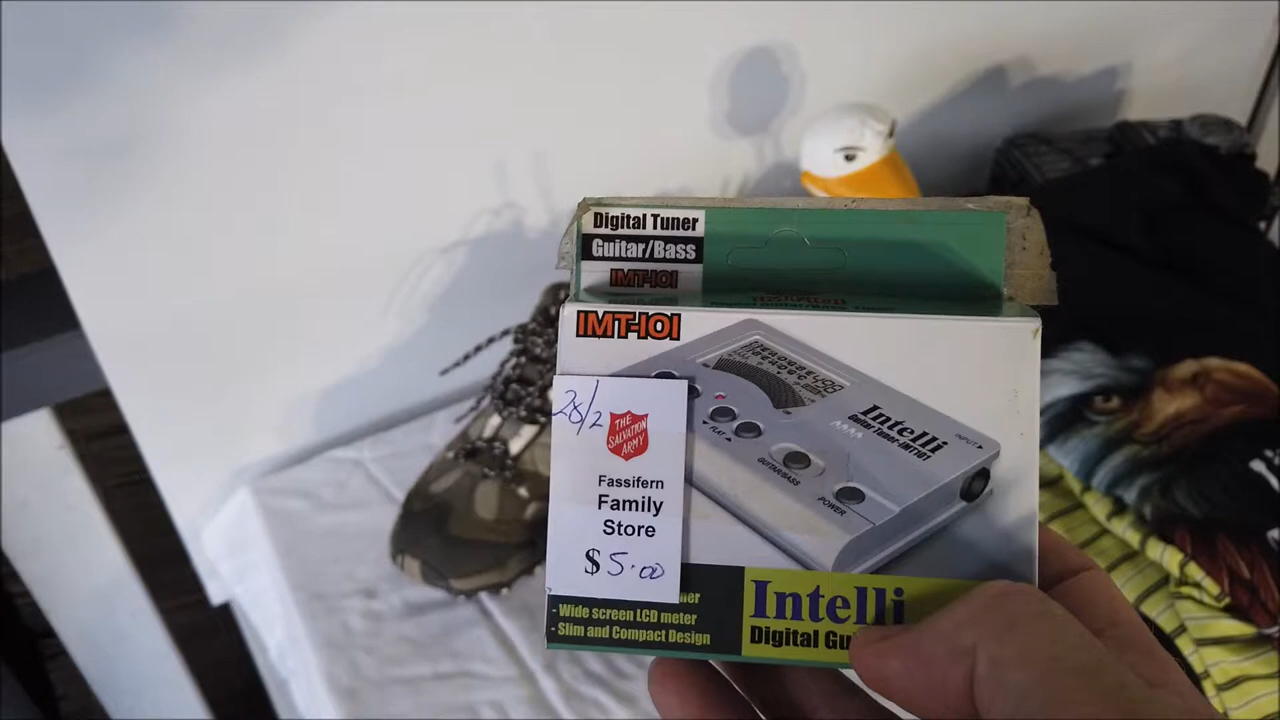 Digital Tuner
Guitar/Bass
IMT-101
IMT-101
Intelli
Guitar Tuner/IMT101
INPUT
FLAT
GUITAR/BASS
POWER
28/2
THE
SALVATION
ARMY
Fassifern
Family
Store
$5.00
- Wide screen LCD meter
- Slim and Compact Design
Intelli
Digital Gu